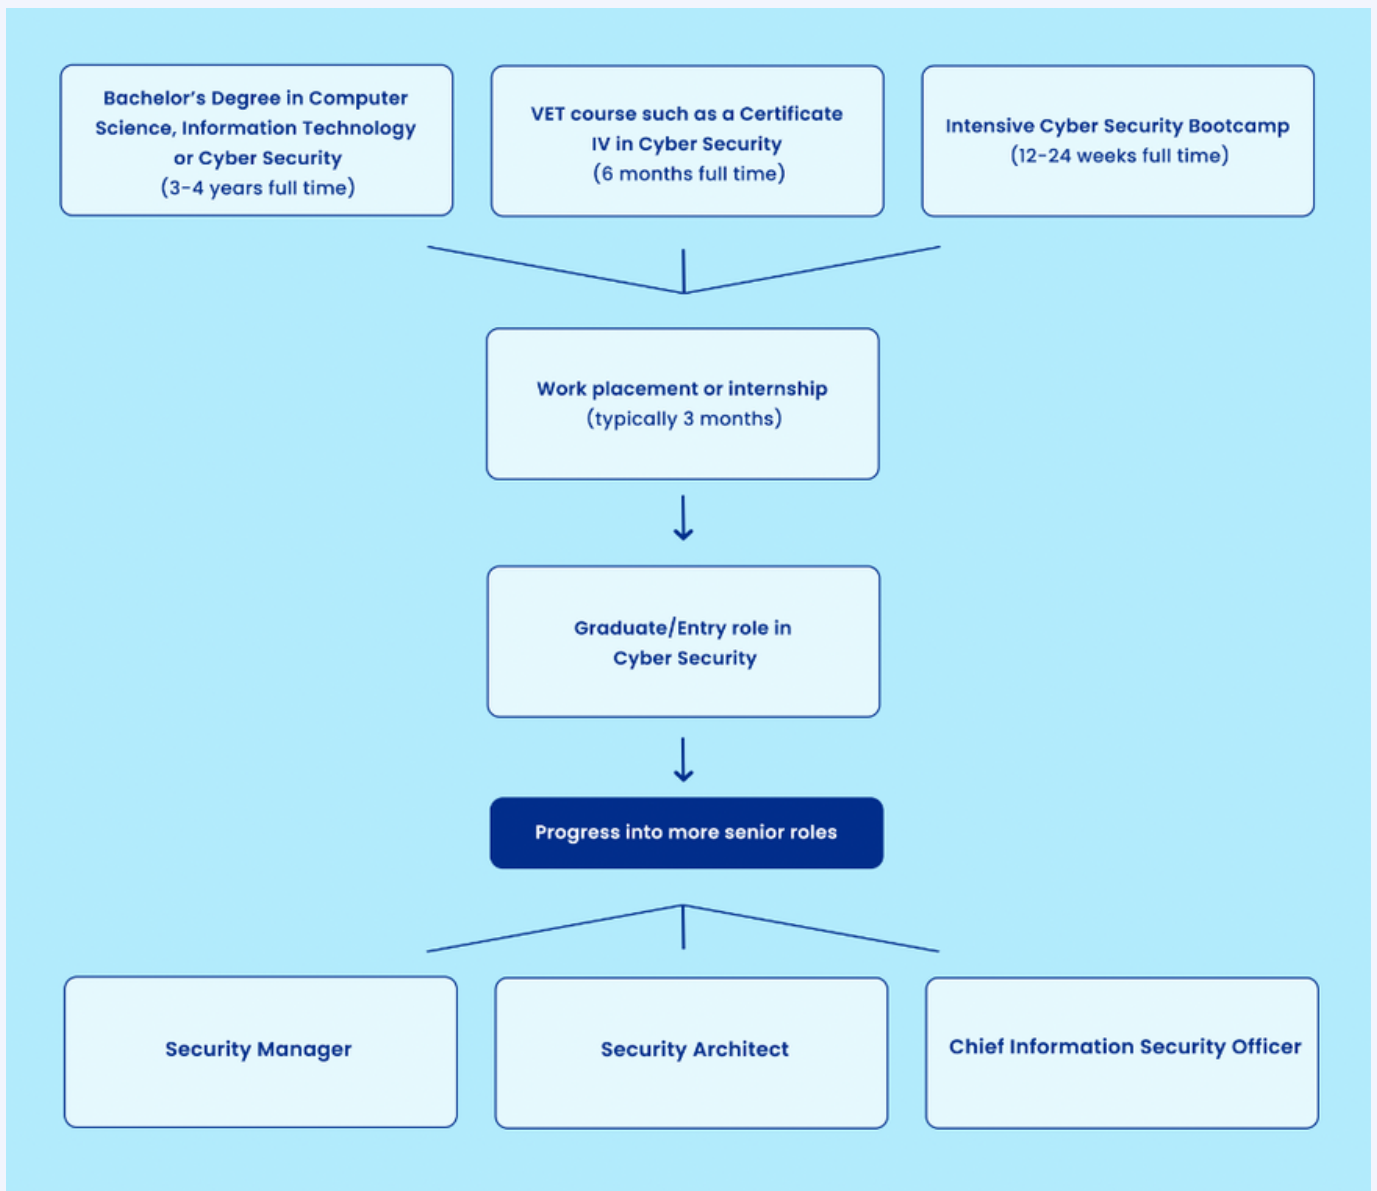 Bachelor’s Degree in Computer
Science, Information Technology
or Cyber Security
(3-4 years full time)
VET course such as a Certificate
IV in Cyber Security
(6 months full time)
Intensive Cyber Security Bootcamp
(12-24 weeks full time)
Work placement or internship
(typically 3 months)
Graduate/Entry role in
Cyber Security
Progress into more senior roles
Security Manager
Security Architect
Chief Information Security Officer